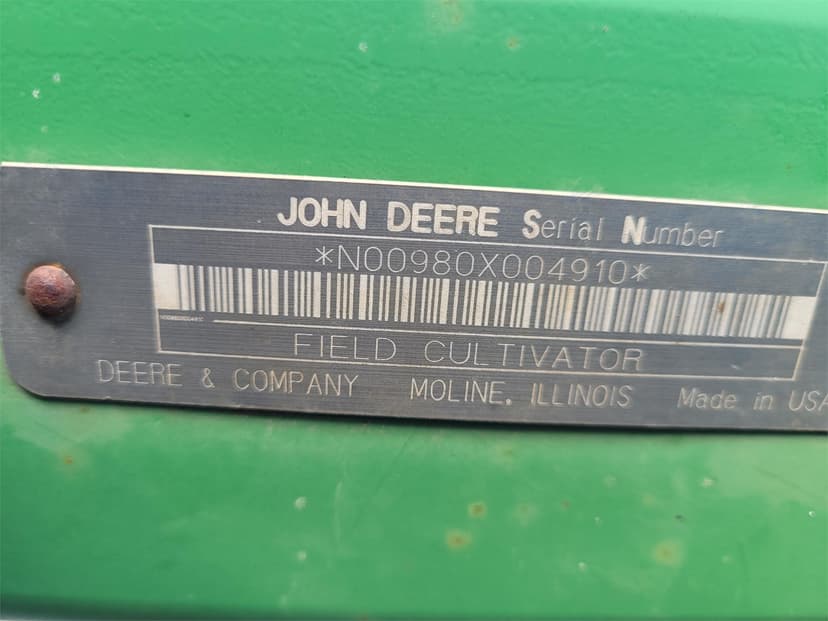 JOHN DEERE Serial Number
*N00980X004910*
FIELD CULTIVATOR
DEERE & COMPANY MOLINE, ILLINOIS Made in USA